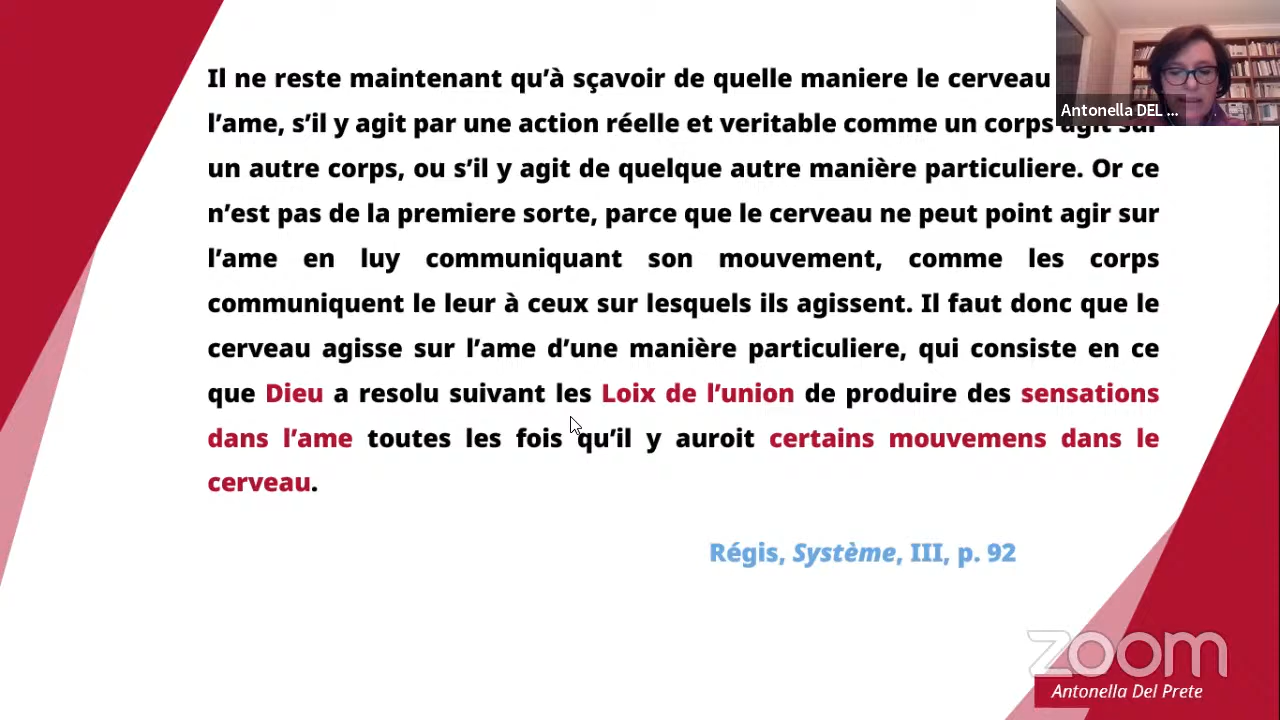 Il ne reste maintenant qu’à sçavoir de quelle maniere le cerveau
l’ame, s’il y agit par une action réelle et veritable comme un corps agit sur
un autre corps, ou s’il y agit de quelque autre manière particuliere. Or ce
n’est pas de la premiere sorte, parce que le cerveau ne peut point agir sur
l’ame en luy communiquant son mouvement, comme les corps
communiquent le leur à ceux sur lesquels ils agissent. Il faut donc que le
cerveau agisse sur l’ame d’une manière particuliere, qui consiste en ce
que Dieu a resolu suivant les Loix de l’union de produire des sensations
dans l’ame toutes les fois qu’il y auroit certains mouvemens dans le
cerveau.
Régis, Système, III, p. 92
Antonella DEL ...
zoom
Antonella Del Prete